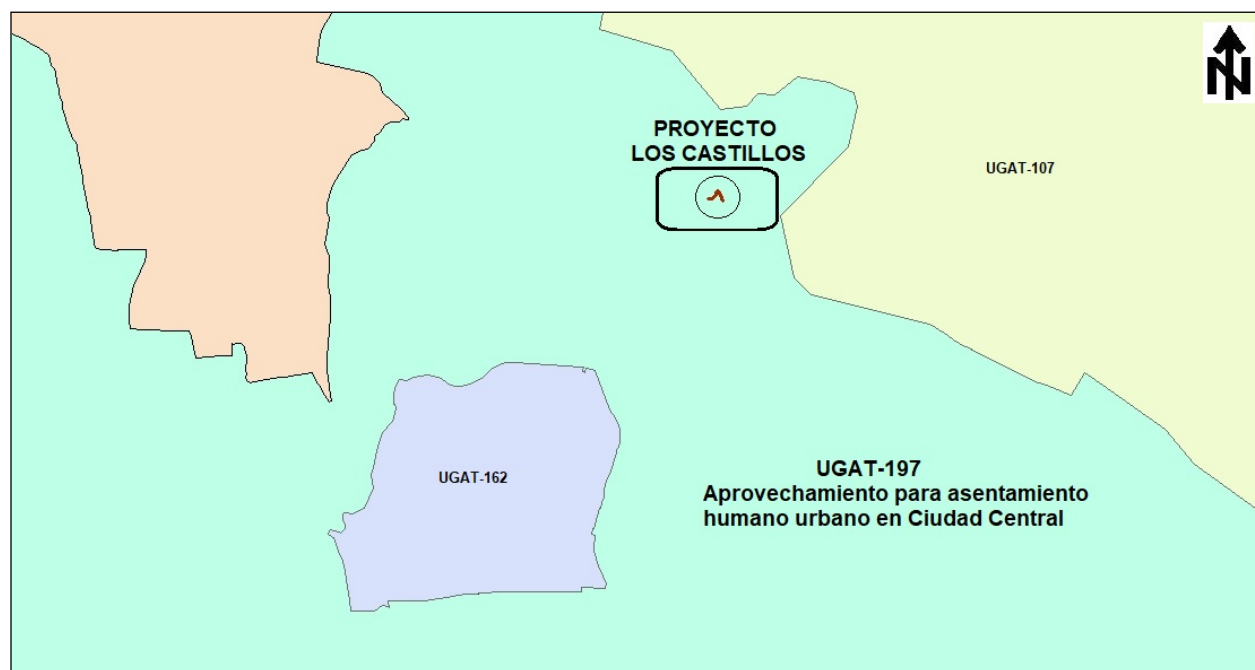 N
PROYECTO
LOS CASTILLOS
UGAT-107
UGAT-162
UGAT-197
Aprovechamiento para asentamiento
humano urbano en Ciudad Central